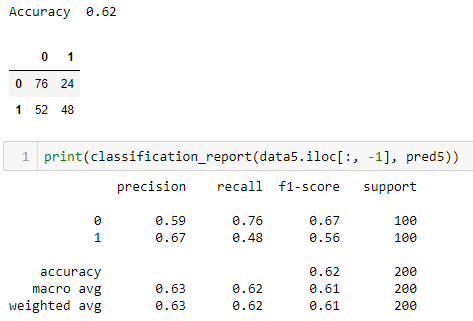 Accuracy 0.62
0 1
0 76 24
1 52 48
1 print(classification_report(data5.iloc[:, -1], pred5))
precision recall f1-score support
0 0.59 0.76 0.67 100
1 0.67 0.48 0.56 100
accuracy 0.62 200
macro avg 0.63 0.62 0.61 200
weighted avg 0.63 0.62 0.61 200